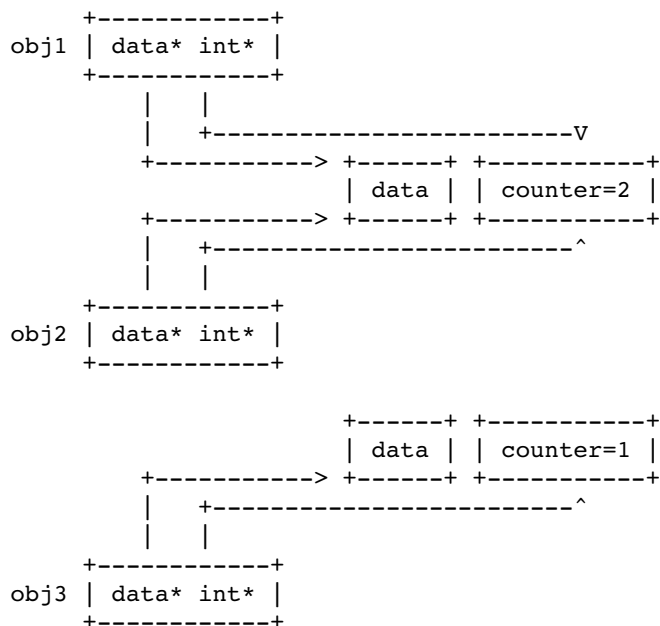 +------------+
obj1 | data* int* |
     +------------+
         |   |
         |   +-------------------------V
         +-----------> +------+ +-----------+
                       | data | | counter=2 |
         +-----------> +------+ +-----------+
         |   +-------------------------^
         |   |
     +------------+
obj2 | data* int* |
     +------------+

                       +------+ +-----------+
                       | data | | counter=1 |
         +-----------> +------+ +-----------+
         |   +-------------------------^
         |   |
     +------------+
obj3 | data* int* |
     +------------+